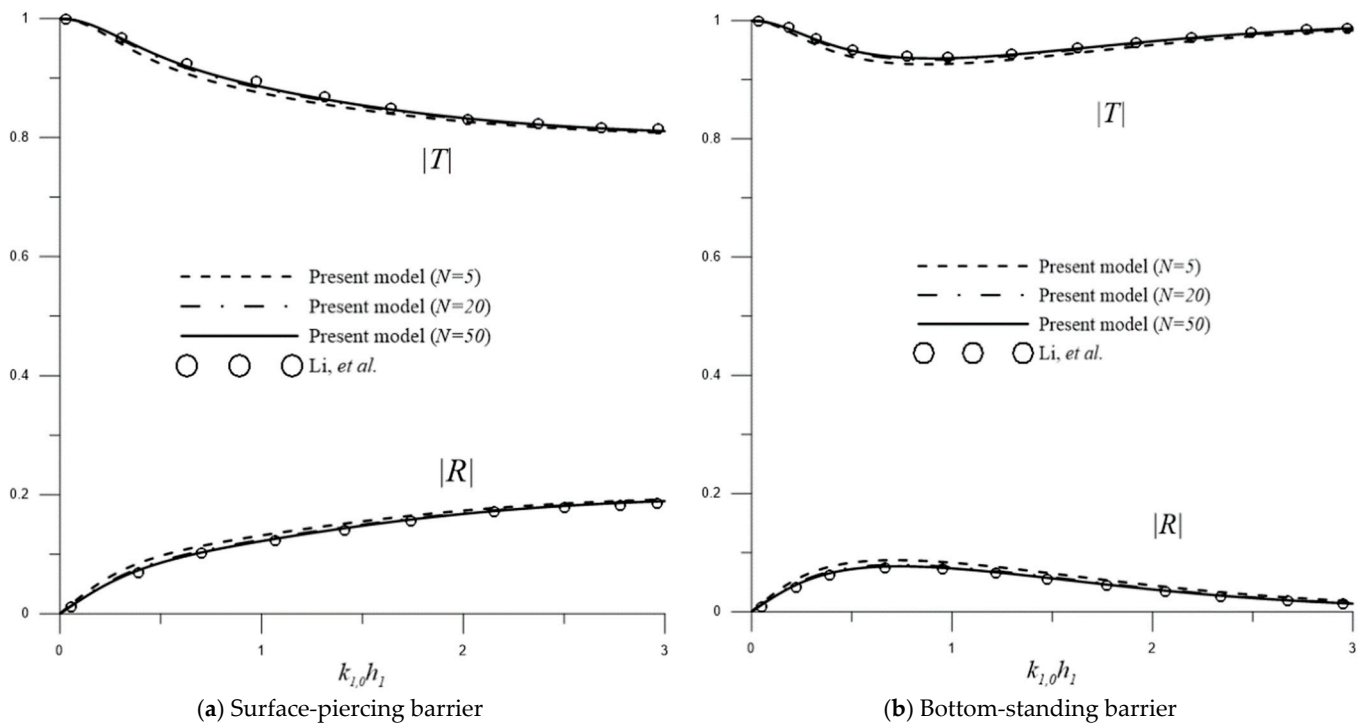 1
0.8
0.6
0.4
0.2
0
|T|
Present model (N=5)
Present model (N=20)
Present model (N=50)
Li, et al.
|R|
0
1
2
3
k1,0h1
(a) Surface-piercing barrier
1
0.8
0.6
0.4
0.2
0
|T|
Present model (N=5)
Present model (N=20)
Present model (N=50)
Li, et al.
|R|
0
1
2
3
k1,0h1
(b) Bottom-standing barrier